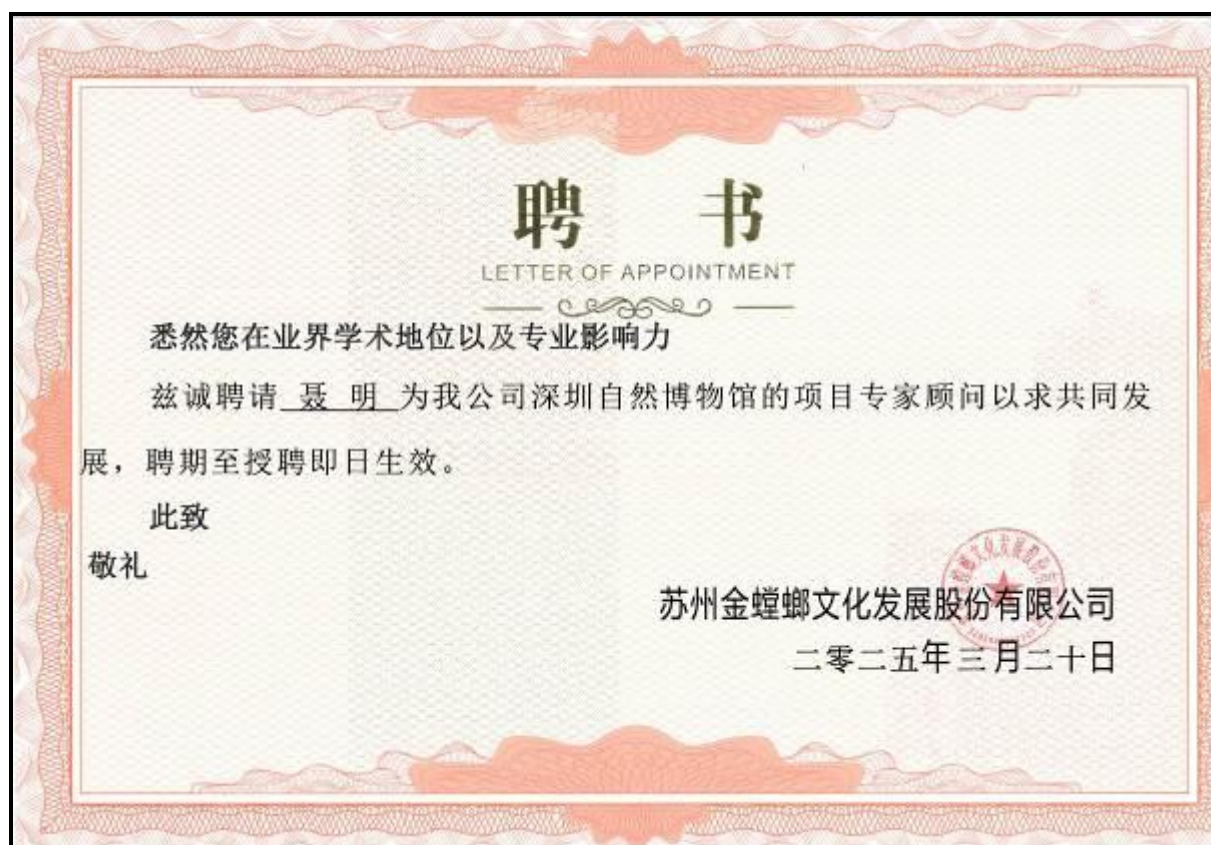 聘 书
LETTER OF APPOINTMENT
悉然您在业界学术地位以及专业影响力
兹诚聘请 聂 明 为我公司深圳自然博物馆的项目专家顾问以求共同发
展，聘期至授聘即日生效。
此致
敬礼
苏州金螳螂文化发展股份有限公司
二零二五年三月二十日